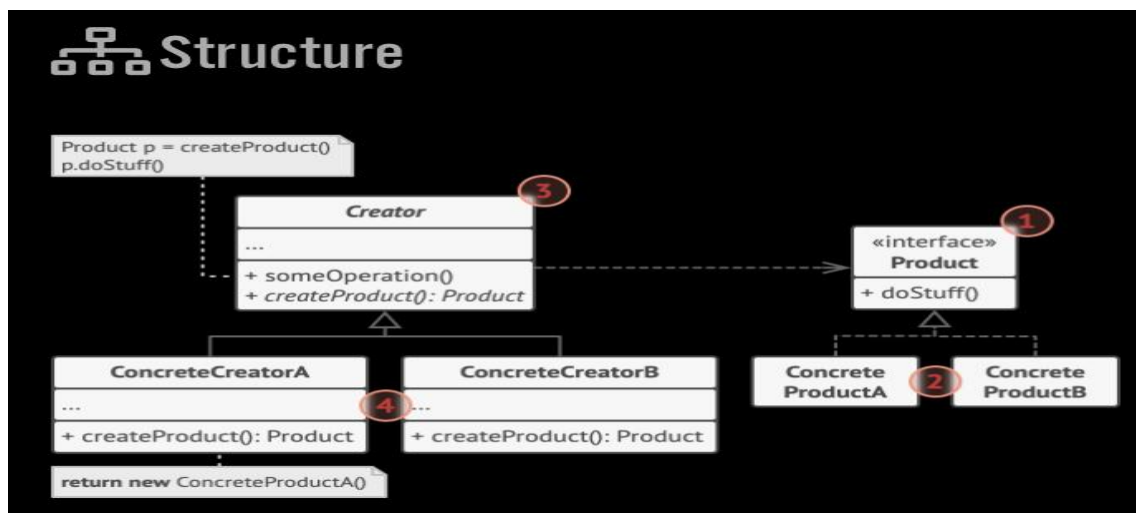 Structure
Product p = createProduct()
p.doStuff()
3
Creator
...
+ someOperation()
+ createProduct(): Product
1
«interface»
Product
+ doStuff()
ConcreteCreatorA
...
+ createProduct(): Product
4
ConcreteCreatorB
...
+ createProduct(): Product
Concrete
ProductA
2
Concrete
ProductB
return new ConcreteProductA()